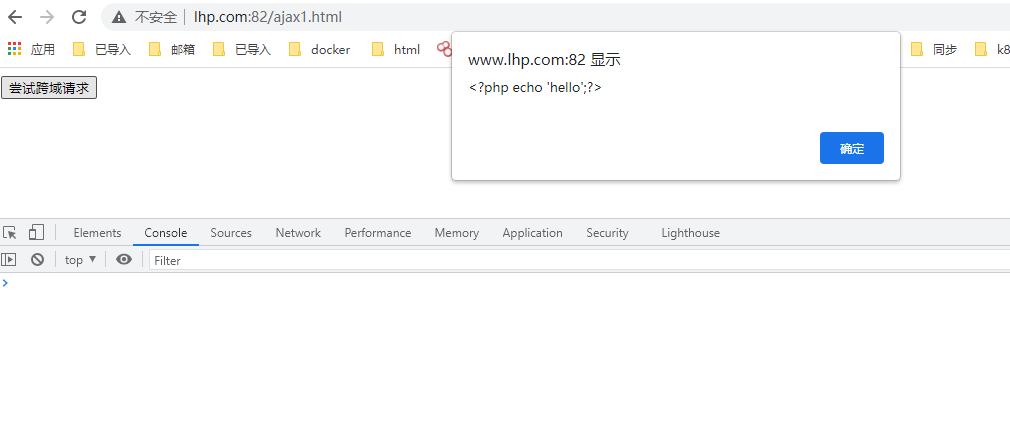 不安全 lhp.com:82/ajax1.html
应用 已导入 邮箱 已导入 docker html 同步 k8
www.lhp.com:82 显示
<?php echo 'hello';?>
确定
尝试跨域请求
Elements Console Sources Network Performance Memory Application Security Lighthouse
top Filter